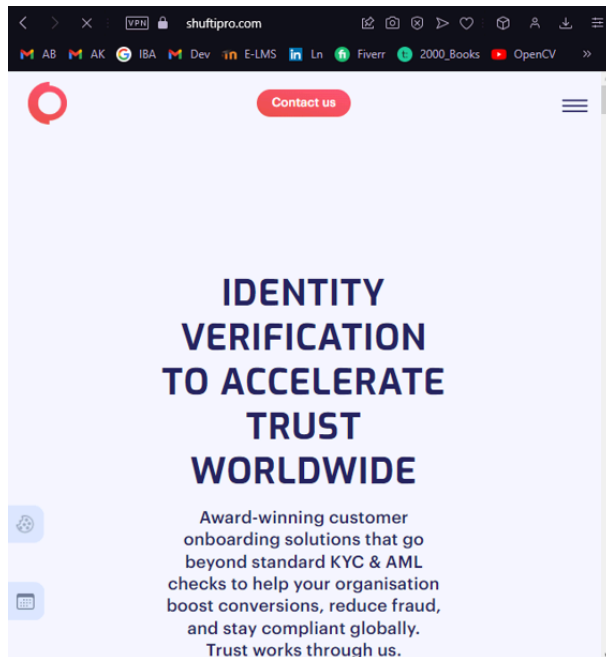 VPN shuftipro.com
AB AK IBA Dev E-LMS Ln Fiverr 2000_Books OpenCV »
Contact us
IDENTITY
VERIFICATION
TO ACCELERATE
TRUST
WORLDWIDE
Award-winning customer
onboarding solutions that go
beyond standard KYC & AML
checks to help your organisation
boost conversions, reduce fraud,
and stay compliant globally.
Trust works through us.